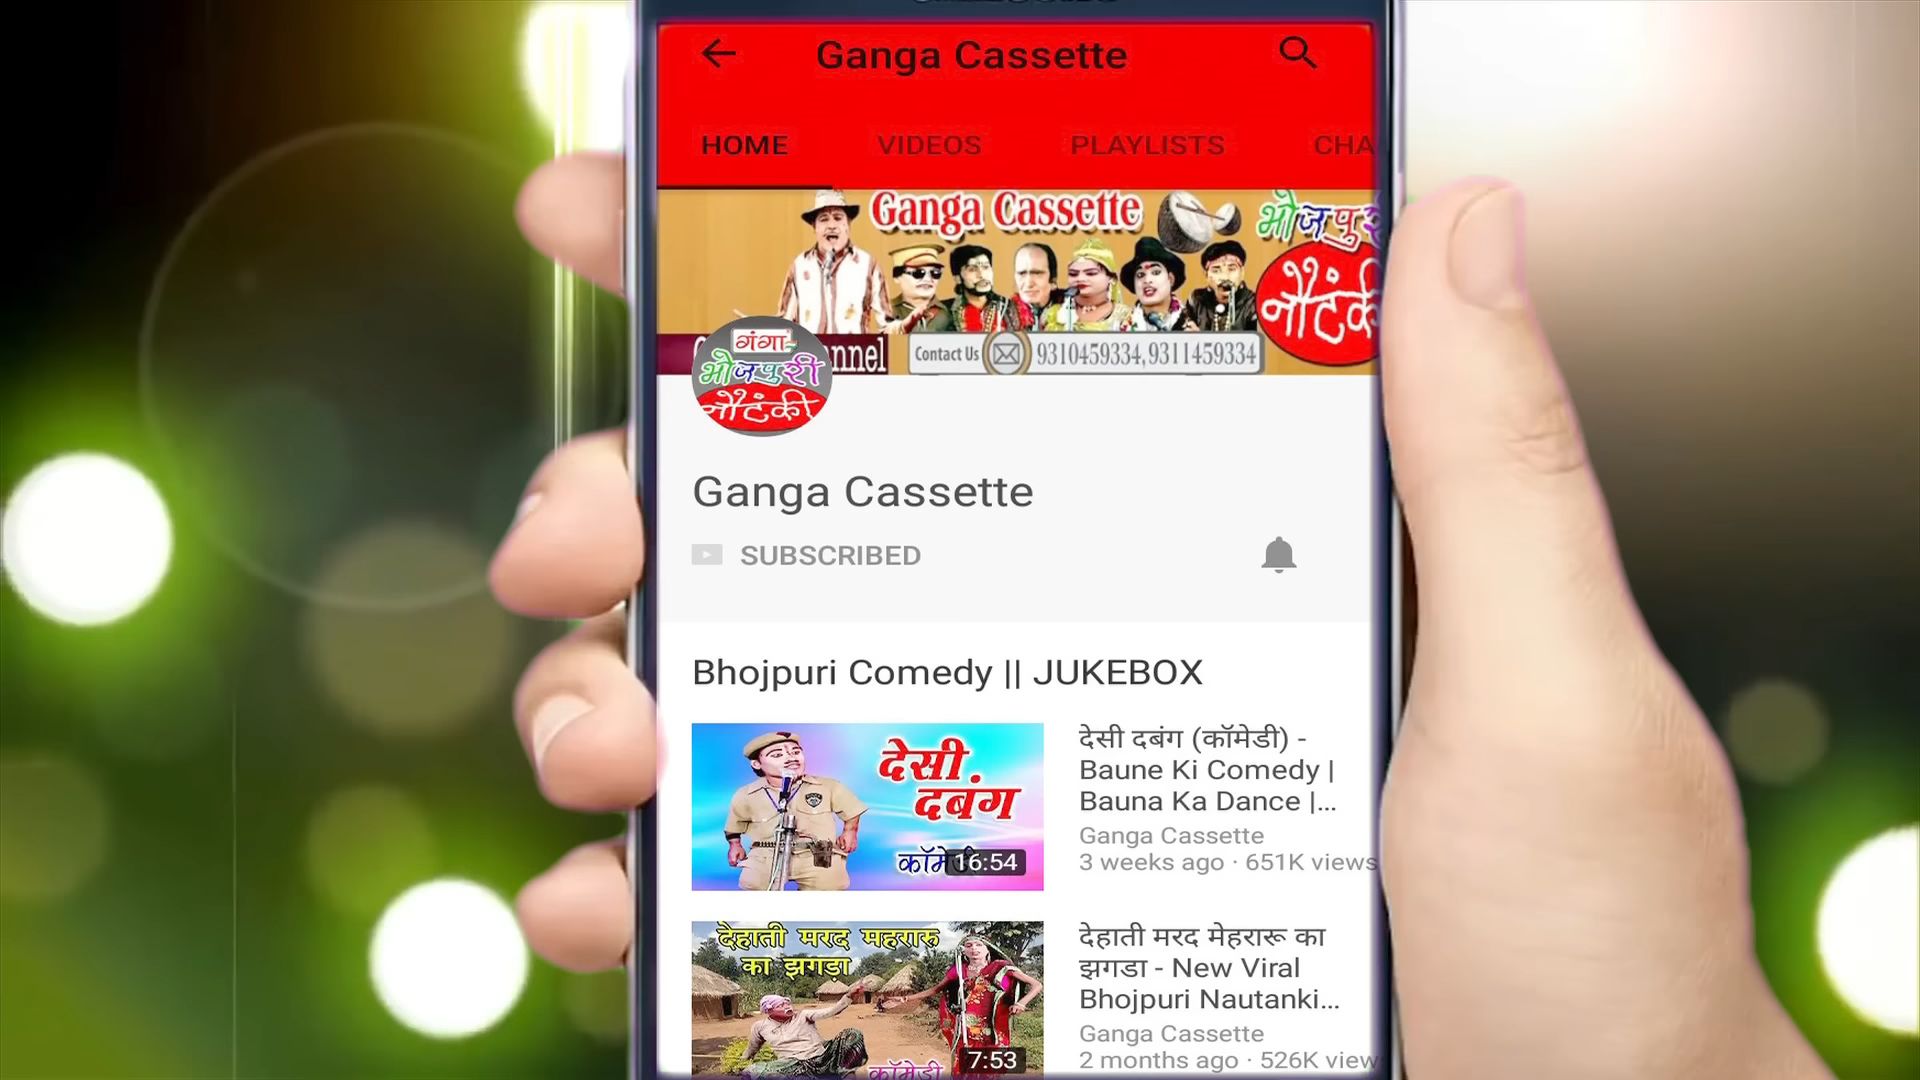 Ganga Cassette
HOME VIDEOS PLAYLISTS CHA
Ganga Cassette
भोजपुरी
नौटंकी
nnel
Contact Us 9310459334,9311459334
गंगा
भोजपुरी
नौटंकी
Ganga Cassette
SUBSCRIBED
Bhojpuri Comedy || JUKEBOX
देसी
दबंग
16:54
देसी दबंग (कॉमेडी) -
Baune Ki Comedy |
Bauna Ka Dance |...
Ganga Cassette
3 weeks ago · 651K views
देहाती मरद महरारु
का झगड़ा
कॉमेडी
7:53
देहाती मरद मेहरारू का
झगडा - New Viral
Bhojpuri Nautanki...
Ganga Cassette
2 months ago · 526K view